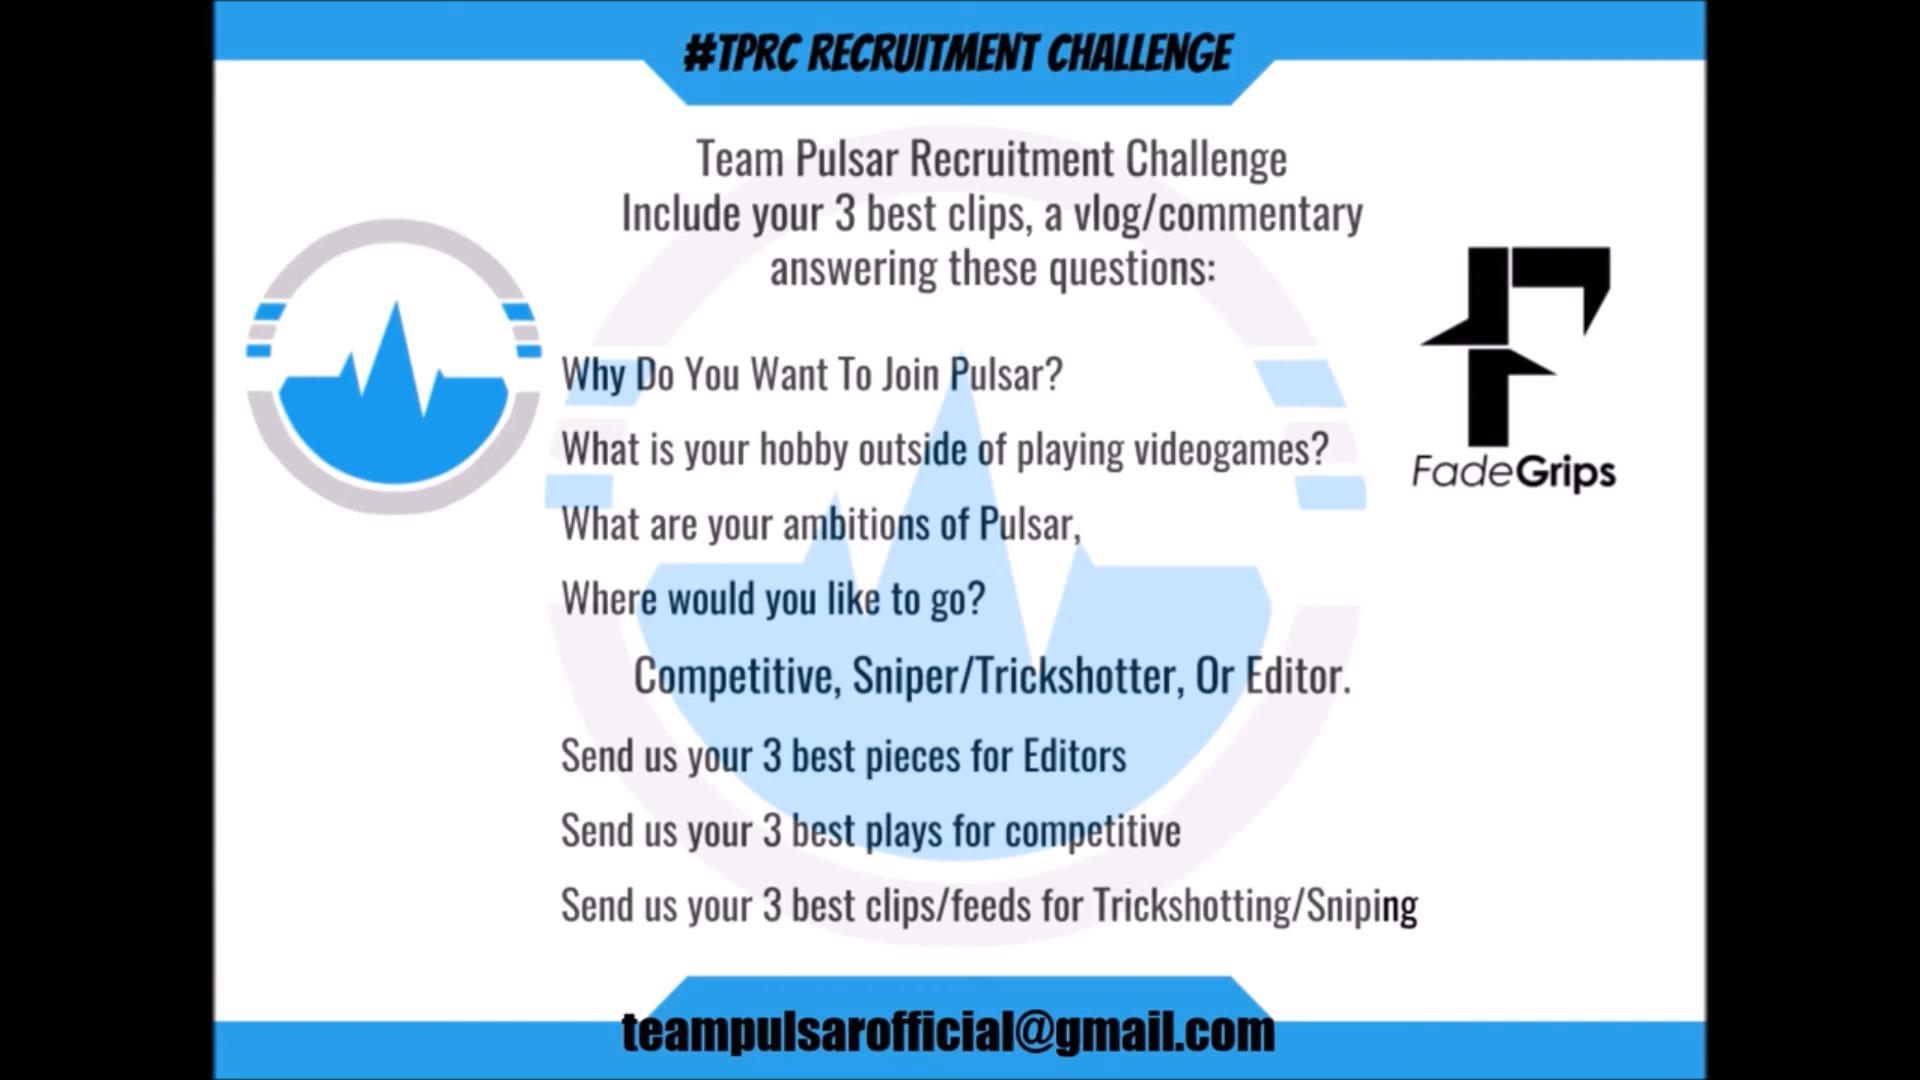 #TPRC RECRUITMENT CHALLENGE
Team Pulsar Recruitment Challenge
Include your 3 best clips, a vlog/commentary
answering these questions:
Why Do You Want To Join Pulsar?
What is your hobby outside of playing videogames?
What are your ambitions of Pulsar,
Where would you like to go?
Competitive, Sniper/Trickshotter, Or Editor.
Send us your 3 best pieces for Editors
Send us your 3 best plays for competitive
Send us your 3 best clips/feeds for Trickshotting/Sniping
FadeGrips
teampulsarofficial@gmail.com